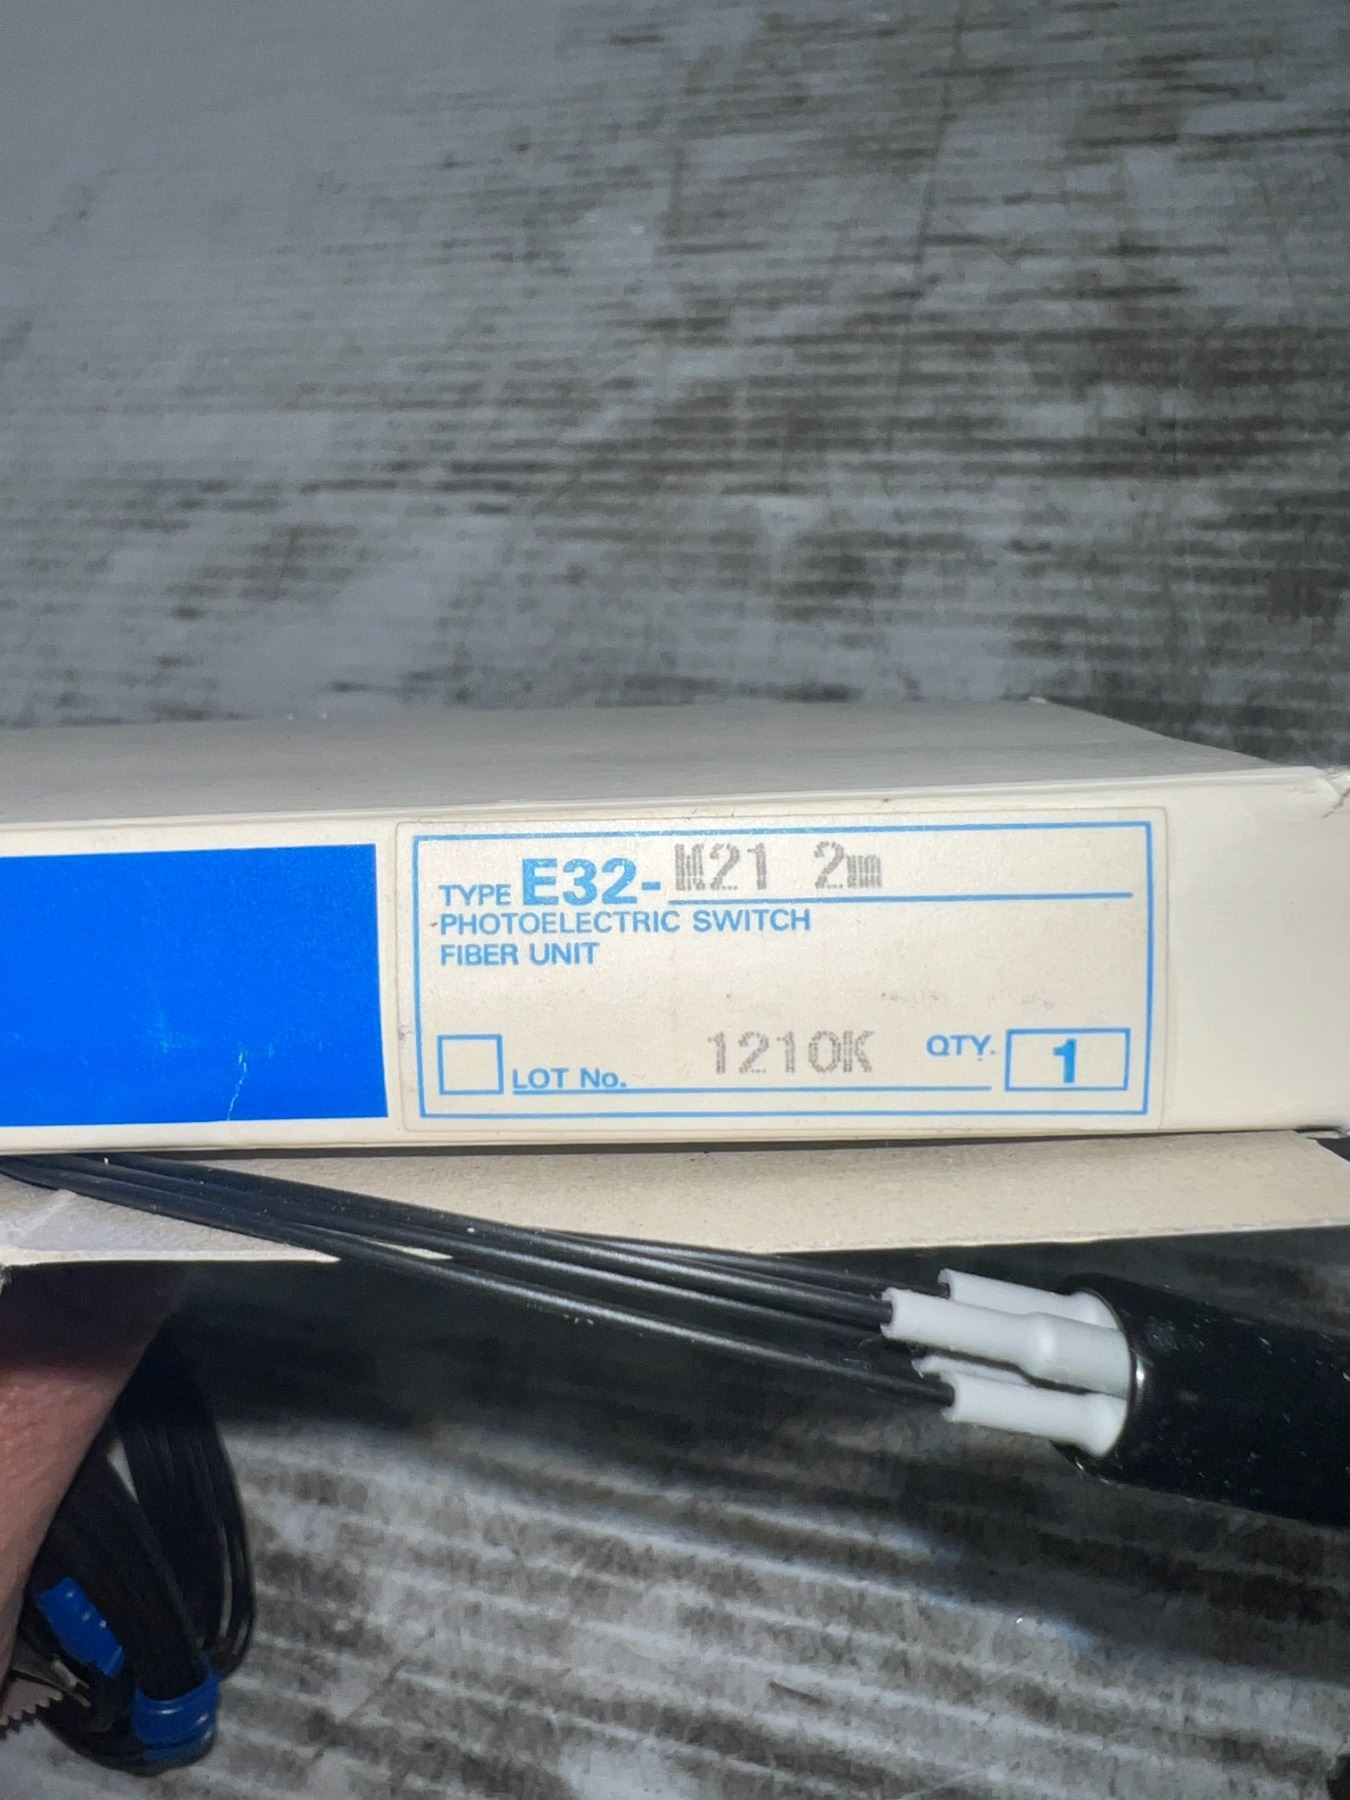 TYPE E32-M21 2m
PHOTOELECTRIC SWITCH
FIBER UNIT
LOT No. 1210K QTY. 1